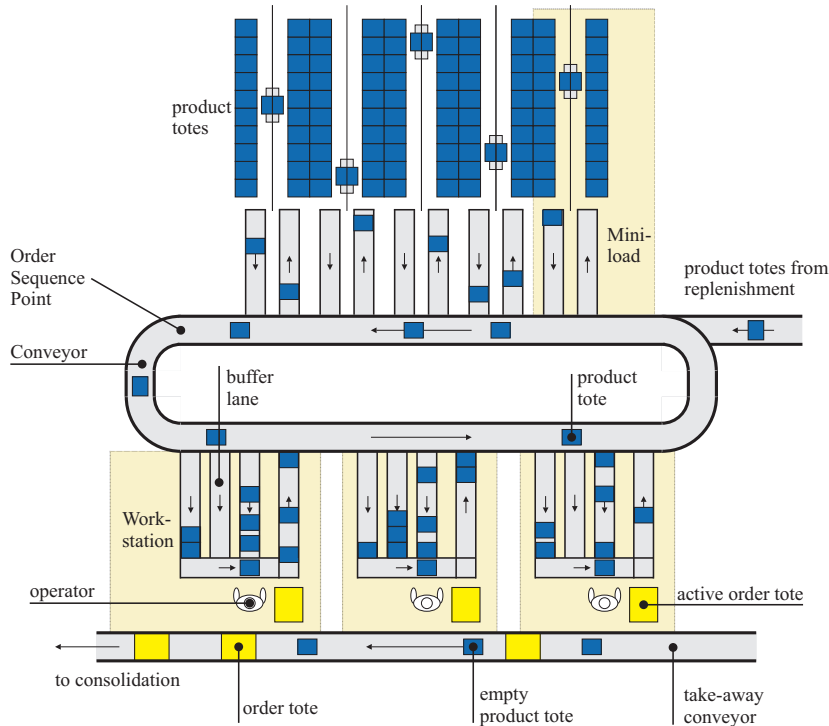 product
totes
Mini-
load
Order
Sequence
Point
product totes from
replenishment
Conveyor
buffer
lane
product
tote
Work-
station
operator
active order tote
to consolidation
order tote
empty
product tote
take-away
conveyor